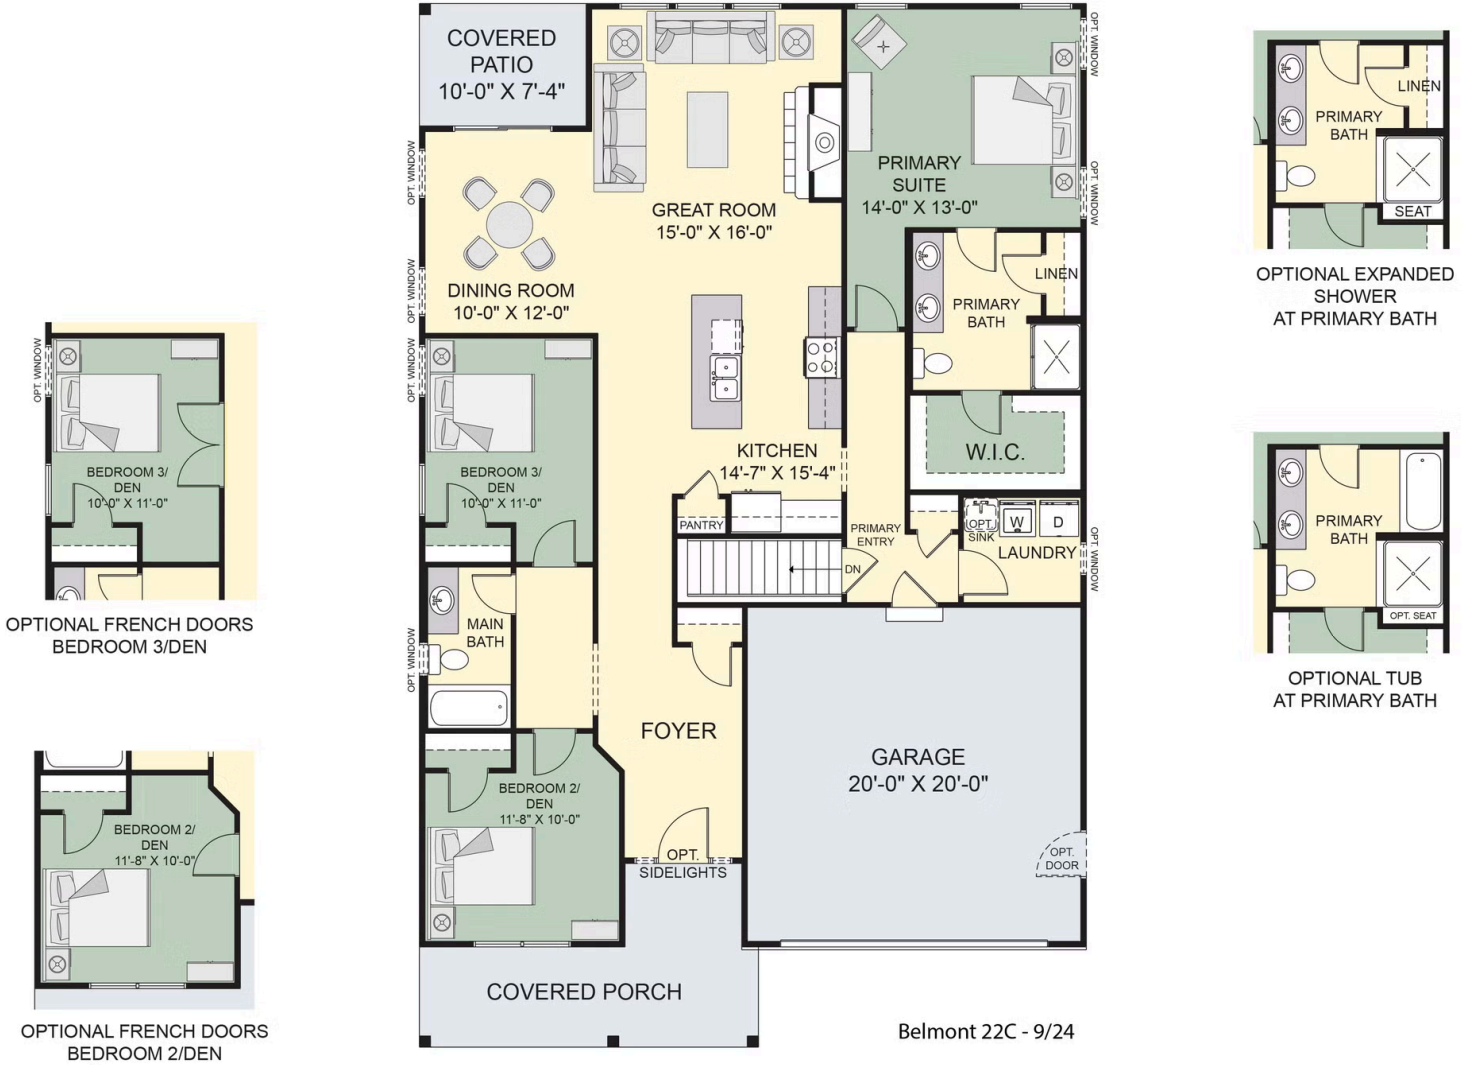 COVERED
PATIO
10'-0" X 7'-4"
OPT. WINDOW
OPT. WINDOW
GREAT ROOM
15'-0" X 16'-0"
DINING ROOM
10'-0" X 12'-0"
PRIMARY
SUITE
14'-0" X 13'-0"
OPT. WINDOW
OPT. WINDOW
PRIMARY
BATH
LINEN
W.I.C.
KITCHEN
14'-7" X 15'-4"
PANTRY
PRIMARY
ENTRY
DN
OPT.
SINK
W
D
LAUNDRY
OPT. WINDOW
OPT. WINDOW
BEDROOM 3/
DEN
10'-0" X 11'-0"
MAIN
BATH
OPT. WINDOW
FOYER
BEDROOM 2/
DEN
11'-8" X 10'-0"
OPT.
SIDELIGHTS
GARAGE
20'-0" X 20'-0"
OPT.
DOOR
COVERED PORCH
Belmont 22C - 9/24
OPT. WINDOW
BEDROOM 3/
DEN
10'-0" X 11'-0"
OPTIONAL FRENCH DOORS
BEDROOM 3/DEN
BEDROOM 2/
DEN
11'-8" X 10'-0"
OPTIONAL FRENCH DOORS
BEDROOM 2/DEN
LINEN
PRIMARY
BATH
SEAT
OPTIONAL EXPANDED
SHOWER
AT PRIMARY BATH
PRIMARY
BATH
OPT. SEAT
OPTIONAL TUB
AT PRIMARY BATH